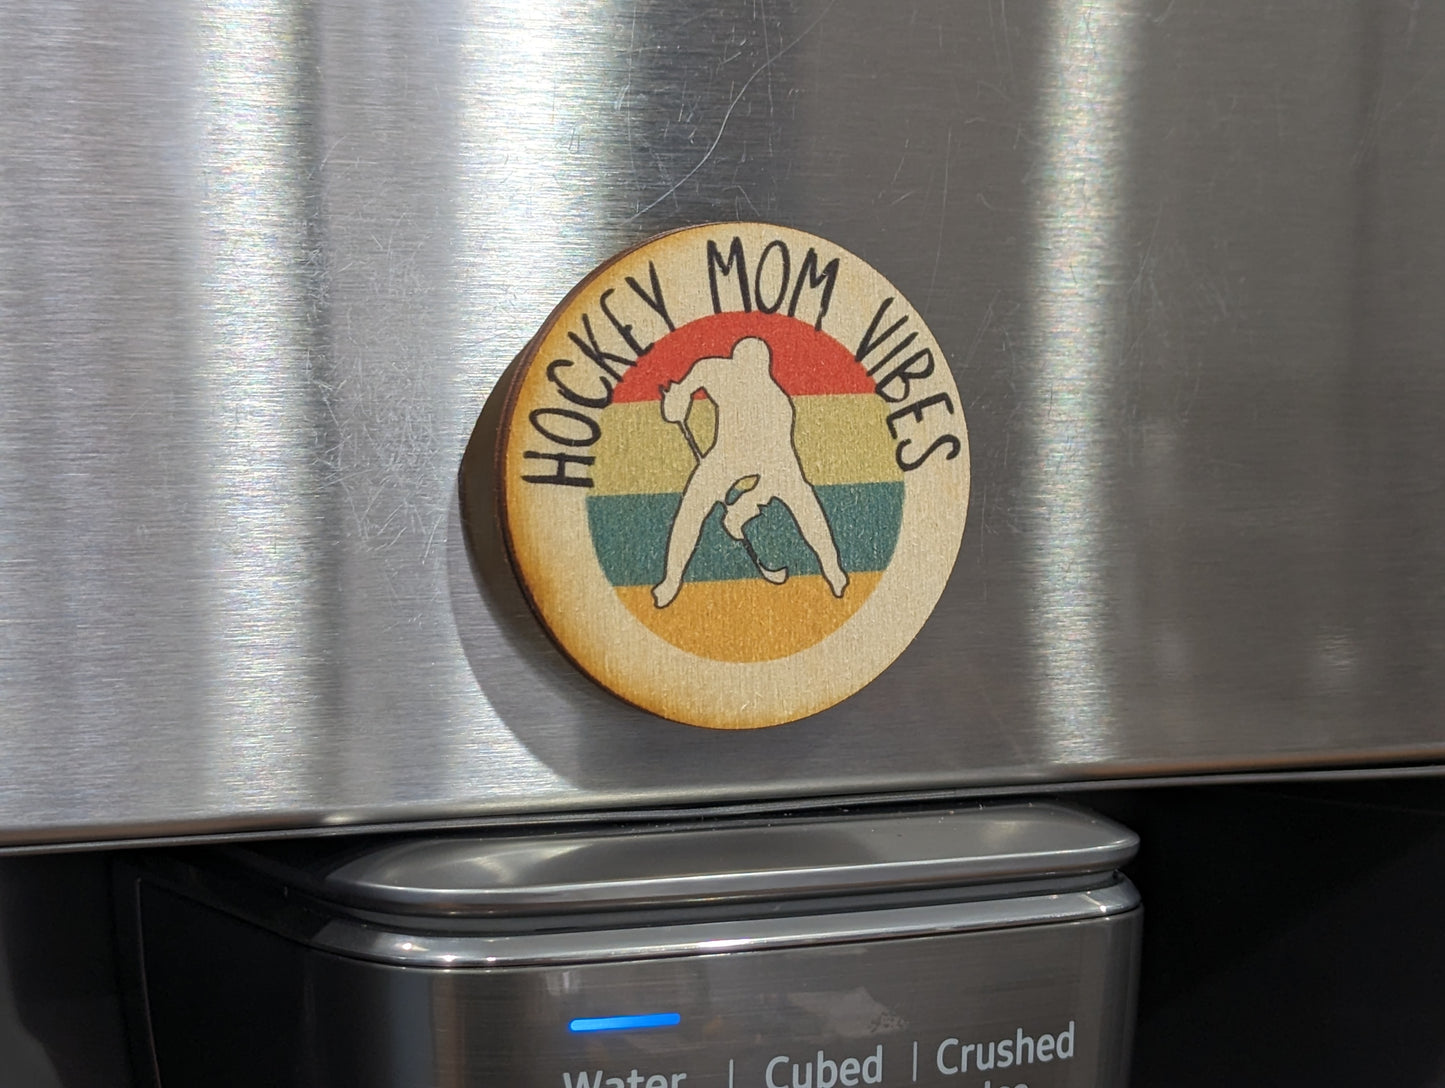 HOCKEY MOM VIBES
Water | Cubed | Crushed